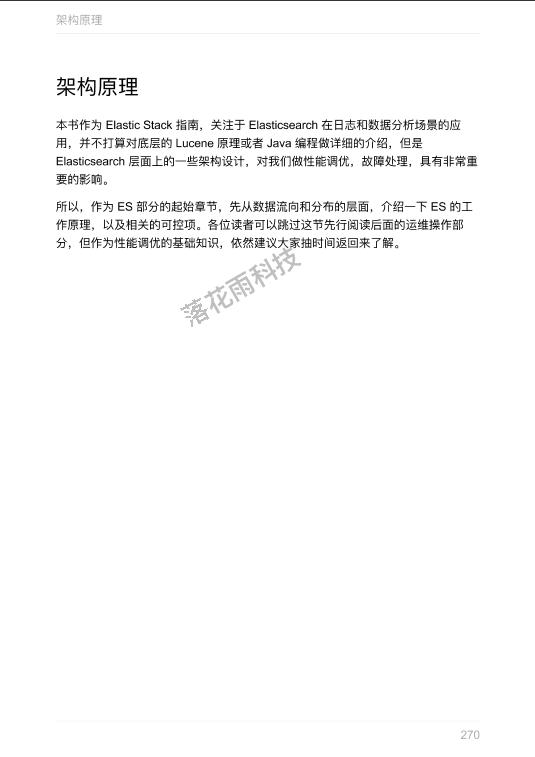 架构原理
架构原理
本书作为 Elastic Stack 指南，关注于 Elasticsearch 在日志和数据分析场景的应
用，并不打算对底层的 Lucene 原理或者 Java 编程做详细的介绍，但是
Elasticsearch 层面上的一些架构设计，对我们做性能调优，故障处理，具有非常重
要的影响。
所以，作为 ES 部分的起始章节，先从数据流向和分布的层面，介绍一下 ES 的工
作原理，以及相关的可控项。各位读者可以跳过这节先行阅读后面的运维操作部
分，但作为性能调优的基础知识，依然建议大家抽时间返回来了解。
落花雨科技
270